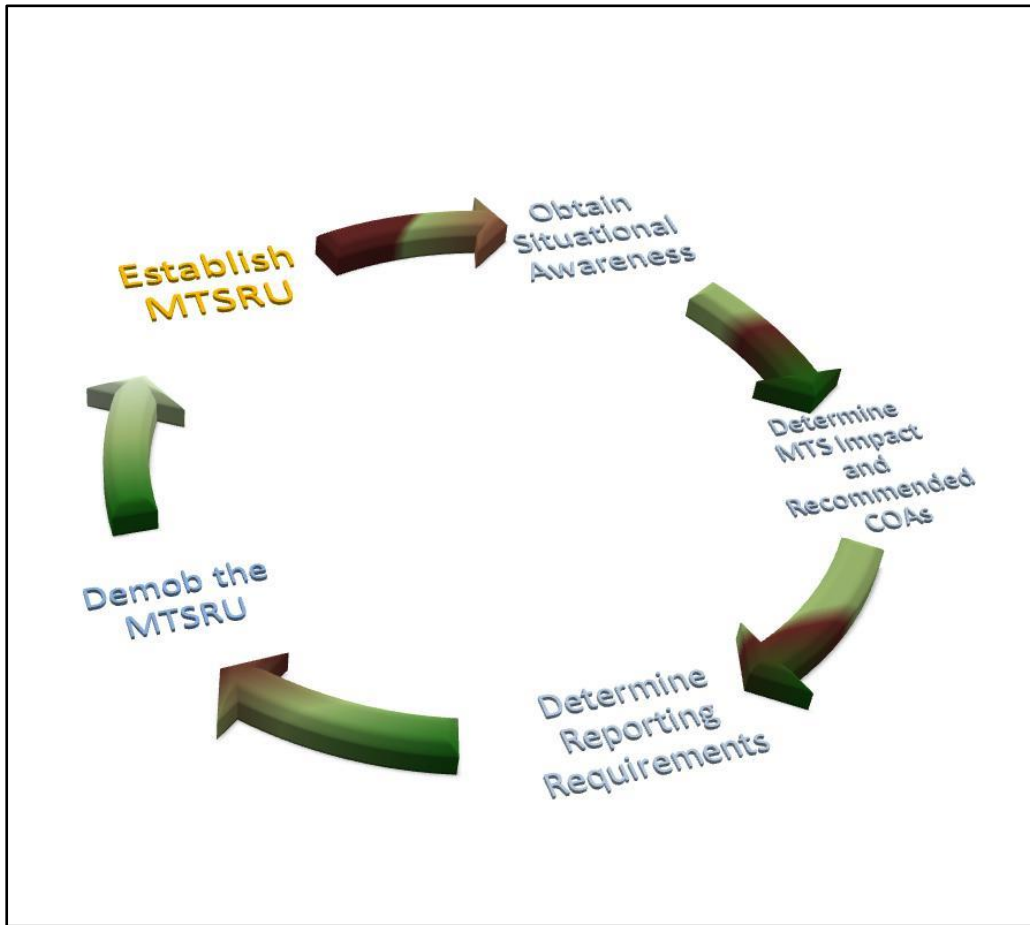 Establish
MTSRU
Obtain
Situational
Awareness
Determine
MTS Impact
and
Recommended
COAs
Determine
Reporting
Requirements
Demob the
MTSRU